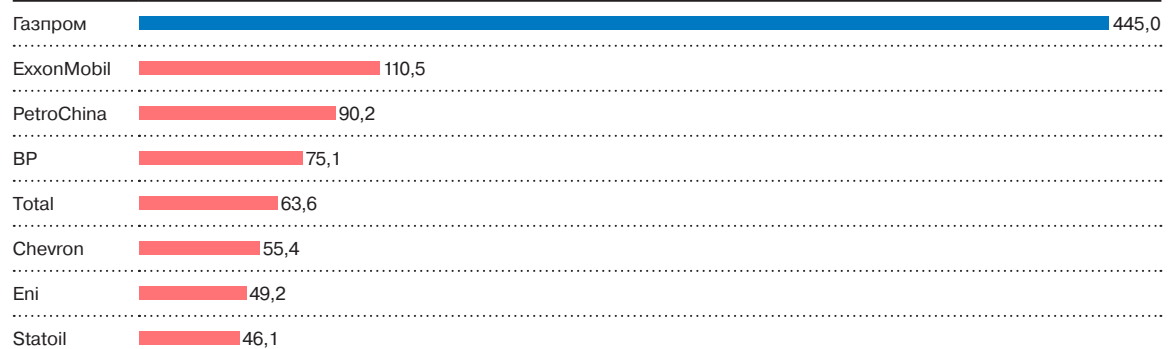 Газпром 445,0
ExxonMobil 110,5
PetroChina 90,2
BP 75,1
Total 63,6
Chevron 55,4
Eni 49,2
Statoil 46,1